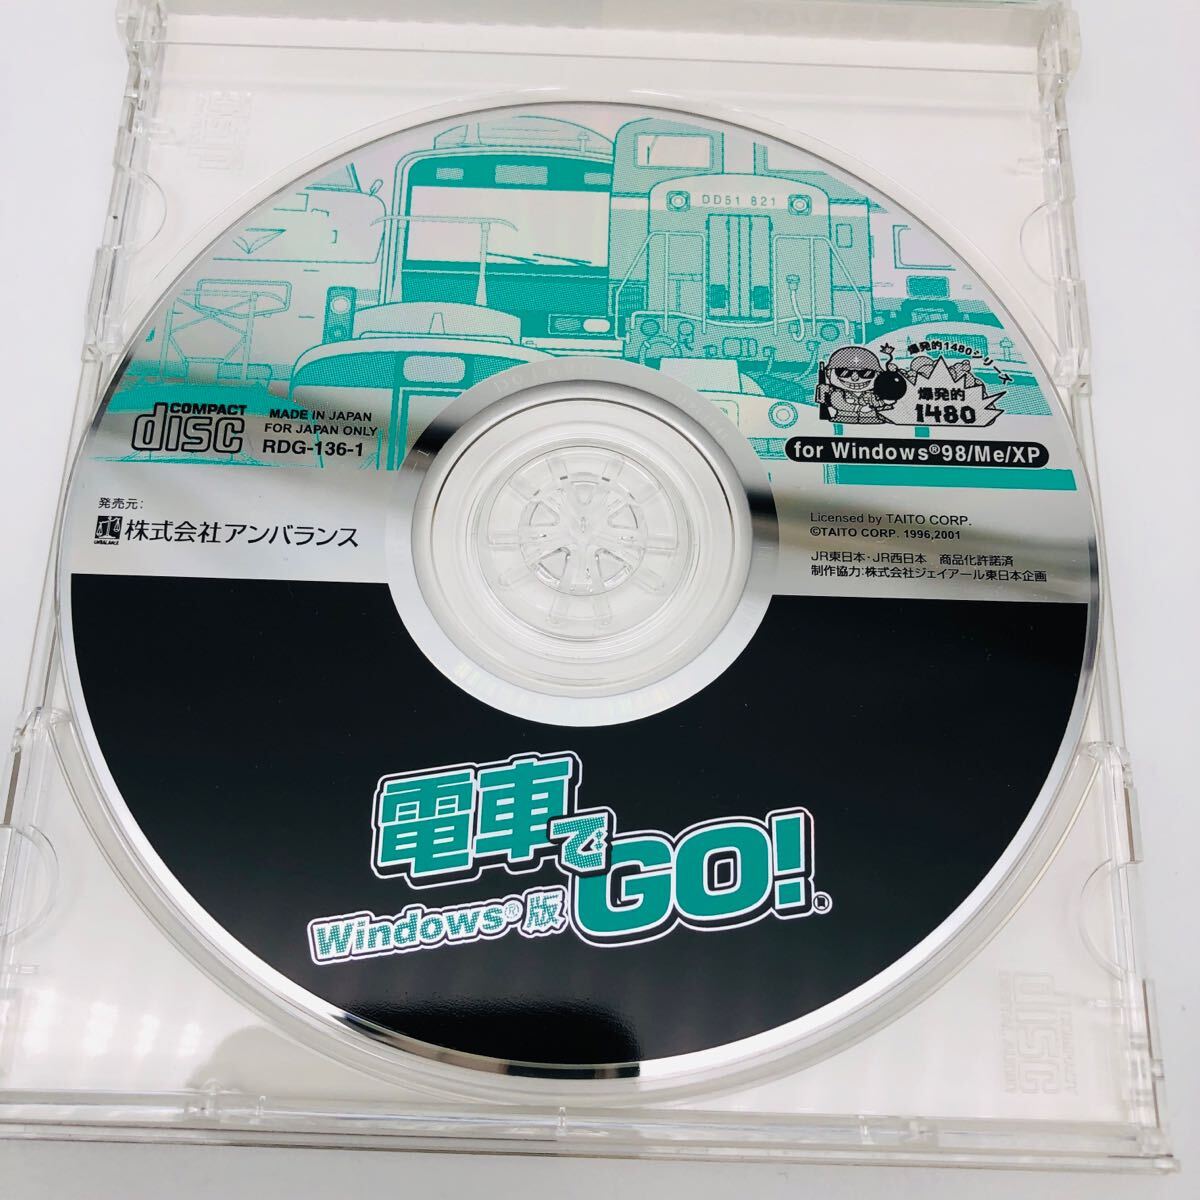 DD51 821
爆発的1480シリーズ
爆発的
1480
for Windows®98/Me/XP
COMPACT
disc
MADE IN JAPAN
FOR JAPAN ONLY
RDG-136-1
発売元:
UNBALANCE
株式会社アンバランス
Licensed by TAITO CORP.
©TAITO CORP. 1996,2001
JR東日本・JR西日本 商品化許諾済
制作協力:株式会社ジェイアール東日本企画
電車でGO!
Windows®版